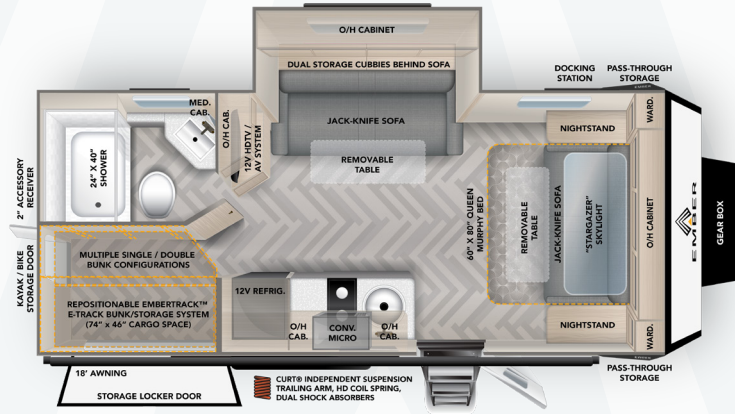 O/H CABINET
DUAL STORAGE CUBBIES BEHIND SOFA
DOCKING
STATION
PASS-THROUGH
STORAGE
MED.
CAB.
O/H CAB.
12V HDTV /
AV SYSTEM
JACK-KNIFE SOFA
REMOVABLE
TABLE
NIGHTSTAND
WARD.
24" X 40"
SHOWER
2" ACCESSORY
RECEIVER
60" X 80" QUEEN
MURPHY BED
REMOVABLE
TABLE
JACK-KNIFE SOFA
"STARGAZER"
SKYLIGHT
O/H CABINET
EMBER
GEAR BOX
KAYAK / BIKE
STORAGE DOOR
MULTIPLE SINGLE / DOUBLE
BUNK CONFIGURATIONS
REPOSITIONABLE EMBERTRACK™
E-TRACK BUNK/STORAGE SYSTEM
(74" x 46" CARGO SPACE)
12V REFRIG.
O/H
CAB.
CONV.
MICRO
O/H
CAB.
NIGHTSTAND
WARD.
PASS-THROUGH
STORAGE
18' AWNING
STORAGE LOCKER DOOR
CURT® INDEPENDENT SUSPENSION
TRAILING ARM, HD COIL SPRING,
DUAL SHOCK ABSORBERS